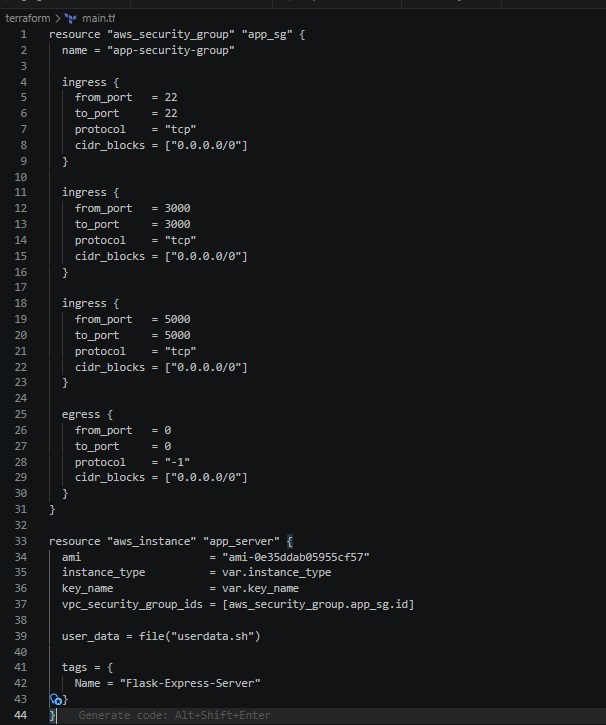 terraform > main.tf
1 resource "aws_security_group" "app_sg" {
2   name = "app-security-group"
3
4   ingress {
5     from_port   = 22
6     to_port     = 22
7     protocol    = "tcp"
8     cidr_blocks = ["0.0.0.0/0"]
9   }
10
11   ingress {
12     from_port   = 3000
13     to_port     = 3000
14     protocol    = "tcp"
15     cidr_blocks = ["0.0.0.0/0"]
16   }
17
18   ingress {
19     from_port   = 5000
20     to_port     = 5000
21     protocol    = "tcp"
22     cidr_blocks = ["0.0.0.0/0"]
23   }
24
25   egress {
26     from_port   = 0
27     to_port     = 0
28     protocol    = "-1"
29     cidr_blocks = ["0.0.0.0/0"]
30   }
31 }
32
33 resource "aws_instance" "app_server" {
34   ami                    = "ami-0e35ddab05955cf57"
35   instance_type          = var.instance_type
36   key_name               = var.key_name
37   vpc_security_group_ids = [aws_security_group.app_sg.id]
38
39   user_data = file("userdata.sh")
40
41   tags = {
42     Name = "Flask-Express-Server"
43   }
44 } Generate code: Alt+Shift+Enter